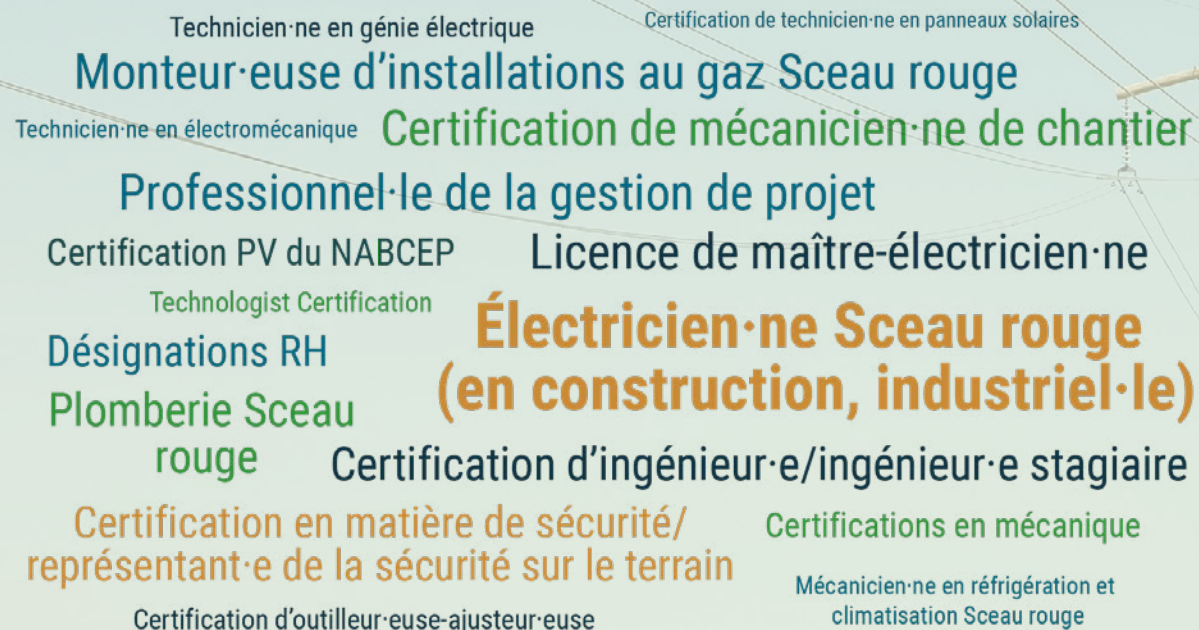 Technicien·ne en génie électrique
Certification de technicien·ne en panneaux solaires
Monteur·euse d’installations au gaz Sceau rouge
Technicien·ne en électromécanique
Certification de mécanicien·ne de chantier
Professionnel·le de la gestion de projet
Certification PV du NABCEP
Licence de maître-électricien·ne
Technologist Certification
Électricien·ne Sceau rouge
(en construction, industriel·le)
Désignations RH
Plomberie Sceau
rouge
Certification d’ingénieur·e/ingénieur·e stagiaire
Certification en matière de sécurité/
représentant·e de la sécurité sur le terrain
Certifications en mécanique
Mécanicien·ne en réfrigération et
climatisation Sceau rouge
Certification d’outilleur·euse-ajusteur·euse